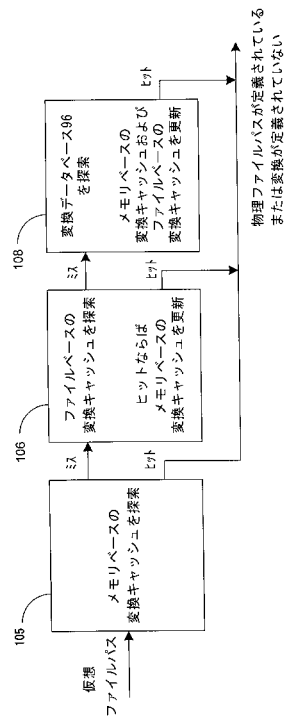 仮想
ファイルパス
105
メモリベースの
変換キャッシュを探索
ミス
ヒット
106
ファイルベースの
変換キャッシュを探索
ヒットならば
メモリベースの
変換キャッシュを更新
ミス
ヒット
108
変換データベース96
を探索
メモリベースの
変換キャッシュおよび
ファイルベースの
変換キャッシュを更新
ヒット
物理ファイルパスが定義されている
または変換が定義されていない